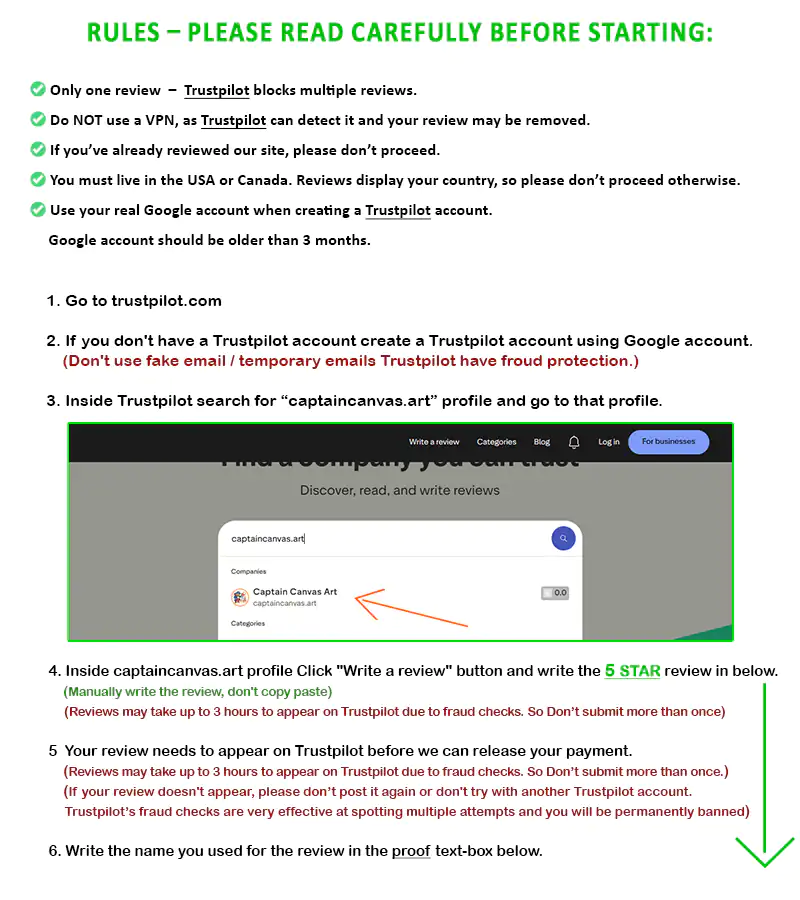 RULES – PLEASE READ CAREFULLY BEFORE STARTING:
Only one review – Trustpilot blocks multiple reviews.
Do NOT use a VPN, as Trustpilot can detect it and your review may be removed.
If you’ve already reviewed our site, please don’t proceed.
You must live in the USA or Canada. Reviews display your country, so please don’t proceed otherwise.
Use your real Google account when creating a Trustpilot account.
Google account should be older than 3 months.
1. Go to trustpilot.com
2. If you don't have a Trustpilot account create a Trustpilot account using Google account.
(Don't use fake email / temporary emails Trustpilot have froud protection.)
3. Inside Trustpilot search for “captaincanvas.art” profile and go to that profile.
Write a review Categories Blog Log in For businesses
Find a company you can trust
Discover, read, and write reviews
captaincanvas.art
Companies
Captain Canvas Art
captaincanvas.art
0.0
Categories
4. Inside captaincanvas.art profile Click "Write a review" button and write the 5 STAR review in below.
(Manually write the review, don't copy paste)
(Reviews may take up to 3 hours to appear on Trustpilot due to fraud checks. So Don’t submit more than once)
5 Your review needs to appear on Trustpilot before we can release your payment.
(Reviews may take up to 3 hours to appear on Trustpilot due to fraud checks. So Don’t submit more than once.)
(If your review doesn't appear, please don’t post it again or don't try with another Trustpilot account.
Trustpilot’s fraud checks are very effective at spotting multiple attempts and you will be permanently banned)
6. Write the name you used for the review in the proof text-box below.